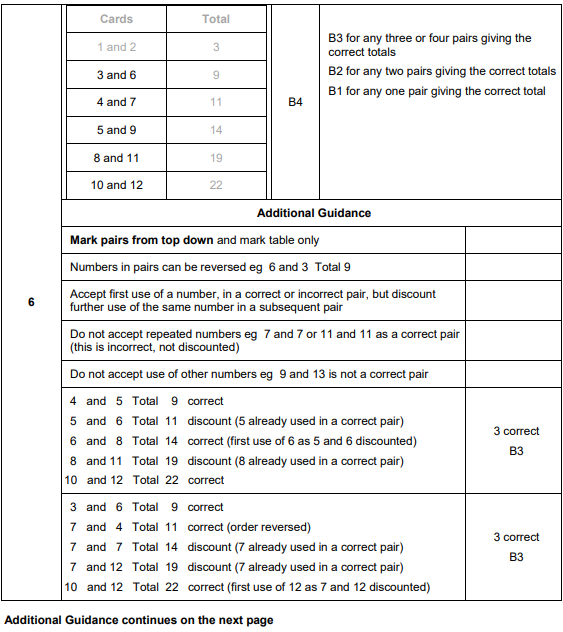 Cards Total
1 and 2 3
3 and 6 9
4 and 7 11
5 and 9 14
8 and 11 19
10 and 12 22
B4
B3 for any three or four pairs giving the
correct totals
B2 for any two pairs giving the correct totals
B1 for any one pair giving the correct total
6
Additional Guidance
Mark pairs from top down and mark table only
Numbers in pairs can be reversed eg 6 and 3 Total 9
Accept first use of a number, in a correct or incorrect pair, but discount
further use of the same number in a subsequent pair
Do not accept repeated numbers eg 7 and 7 or 11 and 11 as a correct pair
(this is incorrect, not discounted)
Do not accept use of other numbers eg 9 and 13 is not a correct pair
4 and 5 Total 9 correct
5 and 6 Total 11 discount (5 already used in a correct pair)
6 and 8 Total 14 correct (first use of 6 as 5 and 6 discounted)
8 and 11 Total 19 discount (8 already used in a correct pair)
10 and 12 Total 22 correct
3 correct
B3
3 and 6 Total 9 correct
7 and 4 Total 11 correct (order reversed)
7 and 7 Total 14 discount (7 already used in a correct pair)
7 and 12 Total 19 discount (7 already used in a correct pair)
10 and 12 Total 22 correct (first use of 12 as 7 and 12 discounted)
3 correct
B3
Additional Guidance continues on the next page